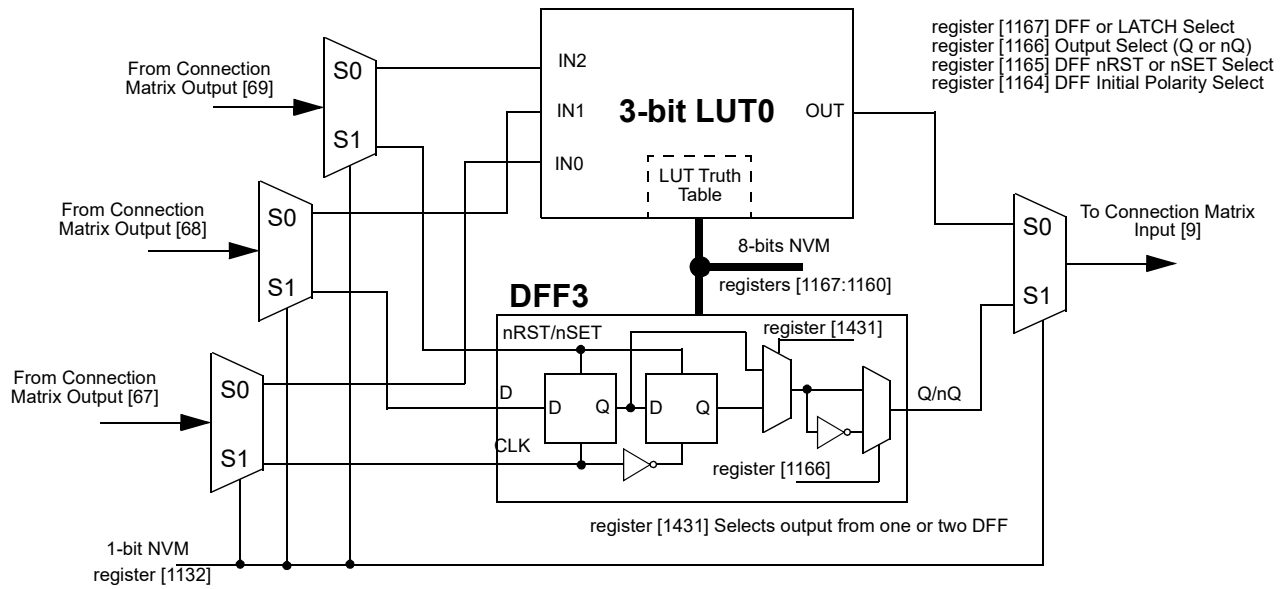 register [1167] DFF or LATCH Select
register [1166] Output Select (Q or nQ)
register [1165] DFF nRST or nSET Select
register [1164] DFF Initial Polarity Select
From Connection
Matrix Output [69]
S0
S1
IN2
IN1
IN0
3-bit LUT0
OUT
LUT Truth
Table
From Connection
Matrix Output [68]
S0
S1
8-bits NVM
registers [1167:1160]
To Connection Matrix
Input [9]
S0
S1
DFF3
nRST/nSET
register [1431]
From Connection
Matrix Output [67]
S0
S1
D
D
Q
D
Q
Q/nQ
CLK
register [1166]
register [1431] Selects output from one or two DFF
1-bit NVM
register [1132]